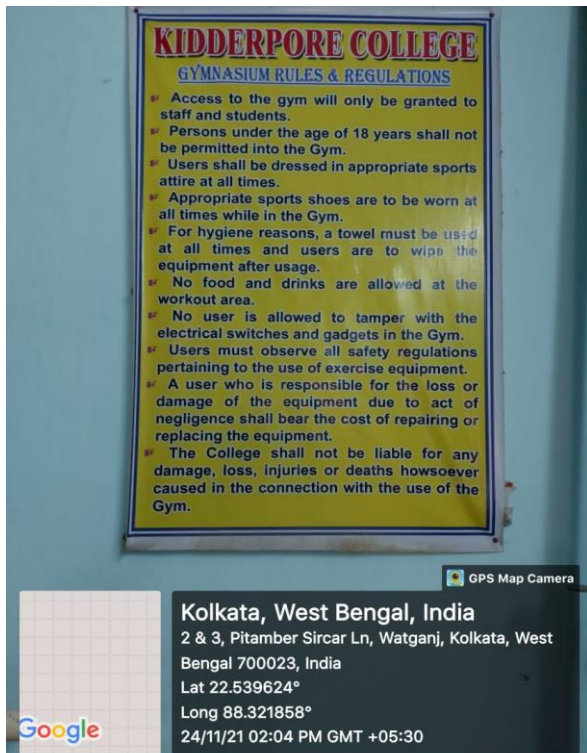 KIDDERPORE COLLEGE
GYMNASIUM RULES & REGULATIONS
Access to the gym will only be granted to
staff and students.
Persons under the age of 18 years shall not
be permitted into the Gym.
Users shall be dressed in appropriate sports
attire at all times.
Appropriate sports shoes are to be worn at
all times while in the Gym.
For hygiene reasons, a towel must be used
at all times and users are to wipe the
equipment after usage.
No food and drinks are allowed at the
workout area.
No user is allowed to tamper with the
electrical switches and gadgets in the Gym.
Users must observe all safety regulations
pertaining to the use of exercise equipment.
A user who is responsible for the loss or
damage of the equipment due to act of
negligence shall bear the cost of repairing or
replacing the equipment.
The College shall not be liable for any
damage, loss, injuries or deaths howsoever
caused in the connection with the use of the
Gym.
GPS Map Camera
Kolkata, West Bengal, India
2 & 3, Pitamber Sircar Ln, Watganj, Kolkata, West
Bengal 700023, India
Lat 22.539624°
Long 88.321858°
24/11/21 02:04 PM GMT +05:30
Google